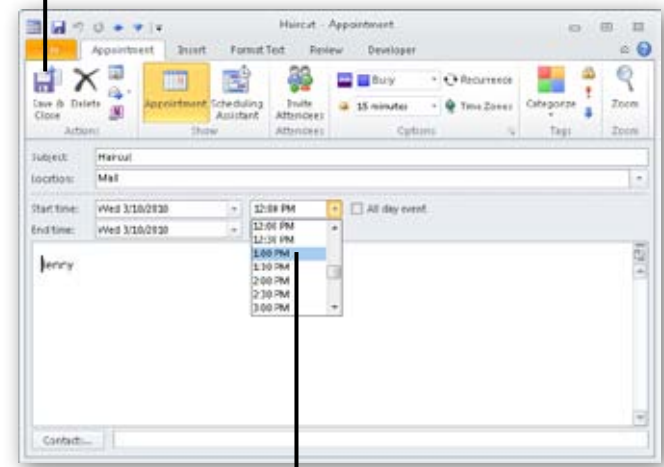 Haircut - Appointment
Appointment Insert Format Text Review Developer
Save & Close
Delete
Appointment
Scheduling Assistant
Invite Attendees
Busy
15 minutes
Recurrence
Time Zones
Categorize
Zoom
Actions Show Attendees Options Tags Zoom
Subject: Haircut
Location: Mall
Start time: Wed 3/10/2010 12:00 PM All day event
End time: Wed 3/10/2010
12:00 PM
12:30 PM
1:00 PM
1:30 PM
2:00 PM
2:30 PM
3:00 PM
Jenny
Contacts...